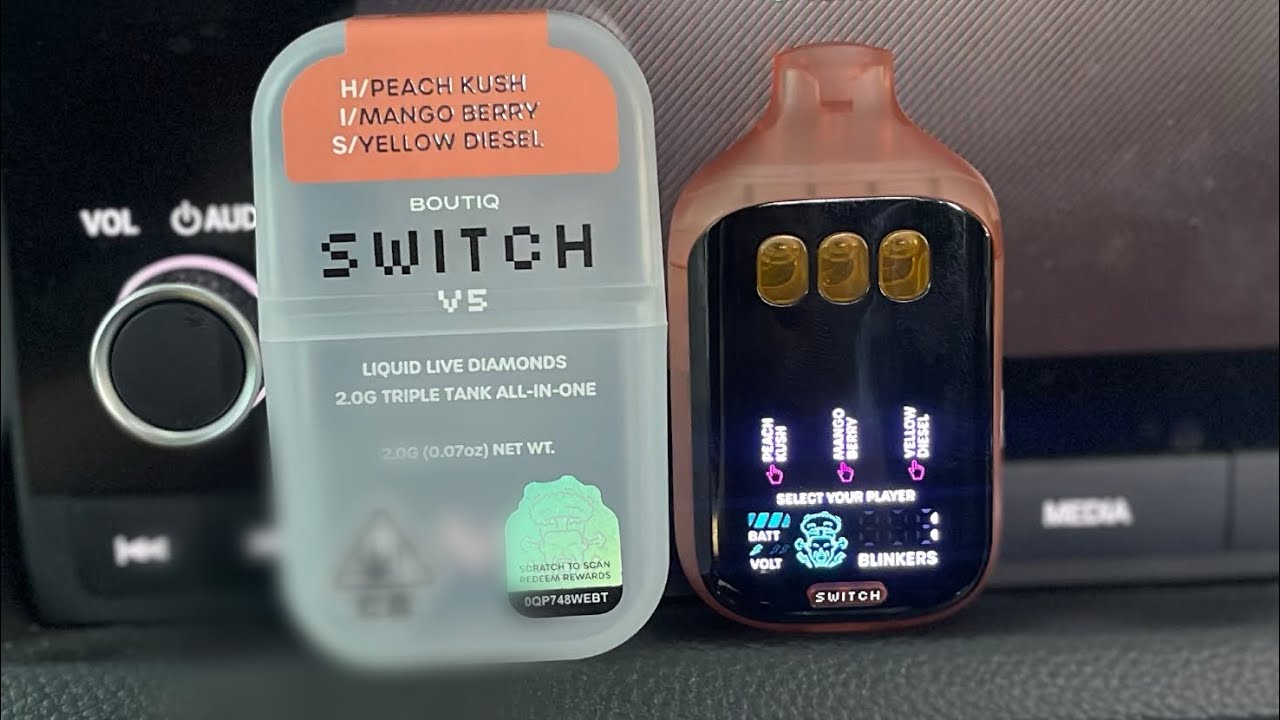 H/PEACH KUSH
I/MANGO BERRY
S/YELLOW DIESEL
BOUTIQ
SWITCH
V5
LIQUID LIVE DIAMONDS
2.0G TRIPLE TANK ALL-IN-ONE
2.0G (0.07oz) NET WT.
SCRATCH TO SCAN
REDEEM REWARDS
0QP748WEBT
VOL
AUD
PEACH
KUSH
MANGO
BERRY
YELLOW
DIESEL
SELECT YOUR PLAYER
BATT
VOLT
BLINKERS
SWITCH
MEDIA